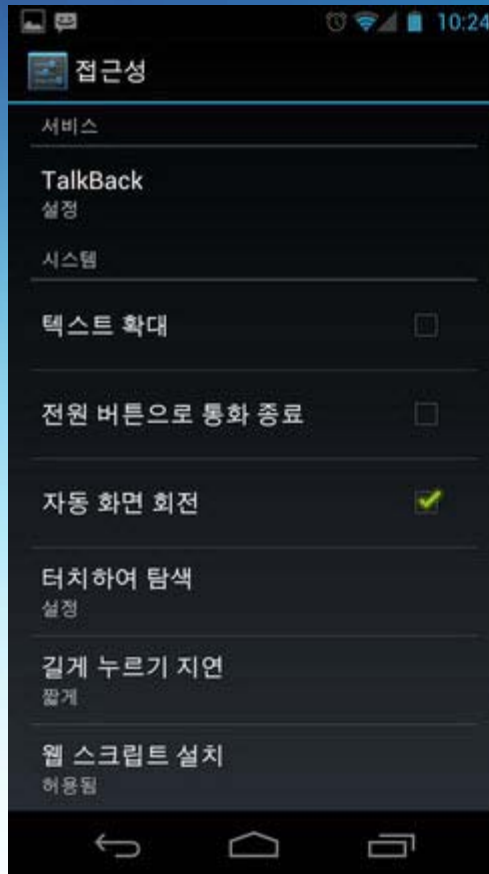 10:24
접근성
서비스
TalkBack
설정
시스템
텍스트 확대
전원 버튼으로 통화 종료
자동 화면 회전
터치하여 탐색
설정
길게 누르기 지연
짧게
웹 스크립트 설치
허용됨